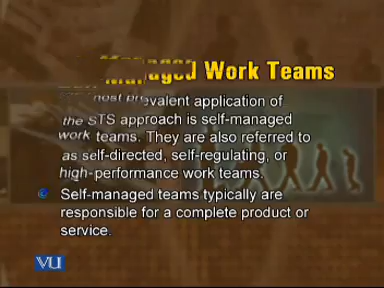 Managed Work Teams
most prevalent application of
the STS approach is self-managed
work teams. They are also referred to
as self-directed, self-regulating, or
high-performance work teams.
Self-managed teams typically are
responsible for a complete product or
service.
VU